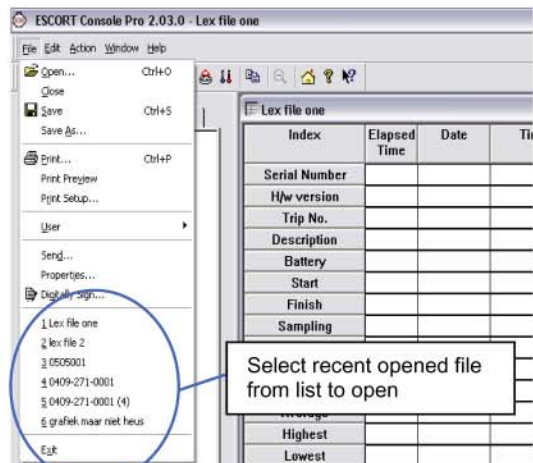 ESCORT Console Pro 2.03.0 - Lex file one
File Edit Action Window Help
Open... Ctrl+O
Close
Save Ctrl+S
Save As...
Print... Ctrl+P
Print Preview
Print Setup...
User
Send...
Properties...
Digitally Sign...
1 Lex file one
2 lex file 2
3 0505001
4 0409-271-0001
5 0409-271-0001 (4)
6 grafiek maar niet heus
Exit
Lex file one
Index Elapsed Time Date
Serial Number
H/w version
Trip No.
Description
Battery
Start
Finish
Sampling
Select recent opened file
from list to open
Average
Highest
Lowest